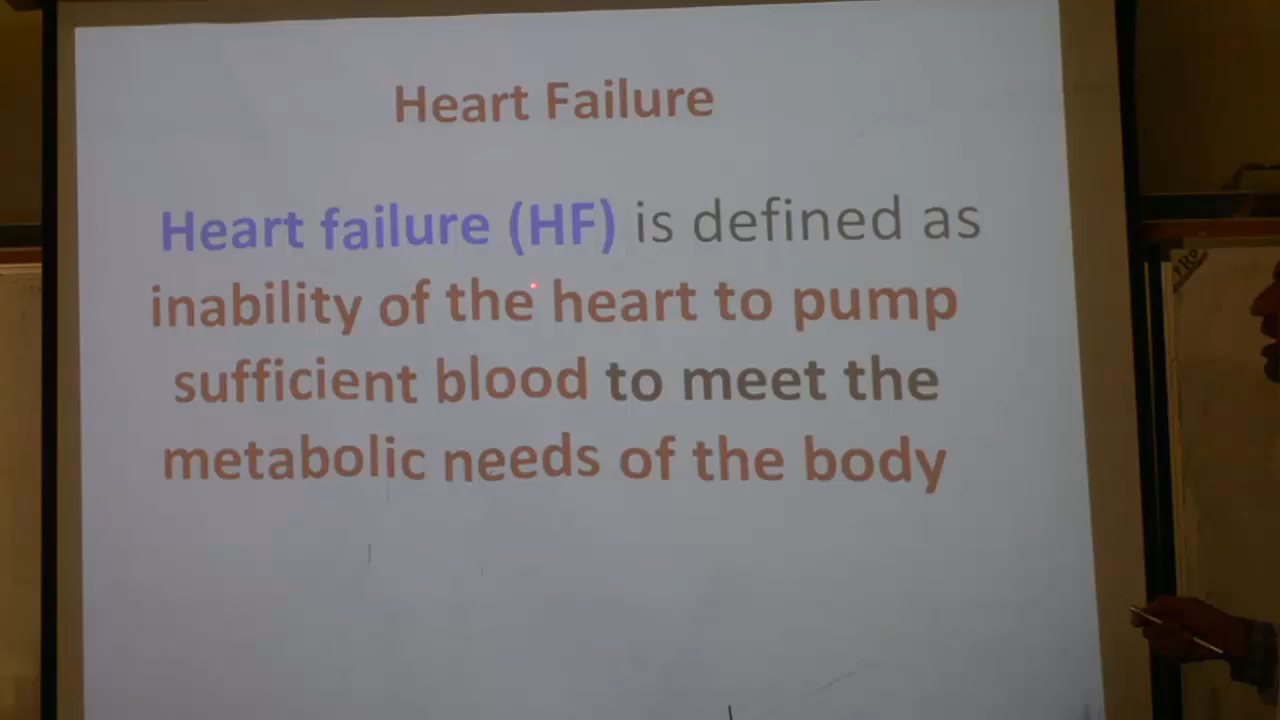 Heart Failure
Heart failure (HF) is defined as
inability of the heart to pump
sufficient blood to meet the
metabolic needs of the body